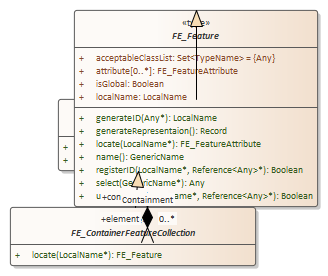 FE_Feature
+ acceptableClassList: Set<TypeName> = {Any}
+ attribute[0..*]: FE_FeatureAttribute
+ isGlobal: Boolean
+ localName: LocalName
+ generateID(Any*): LocalName
+ generateRepresentaion(): Record
+ locate(LocalName*): FE_FeatureAttribute
+ name(): GenericName
+ registerID(LocalName*, Reference<Any>*): Boolean
+ select(GenericName*): Any
+ u+con
ame*, Reference<Any>*): Boolean
Containment
+element 0..*
FE_ContainerFeatureCollection
+ locate(LocalName*): FE_Feature